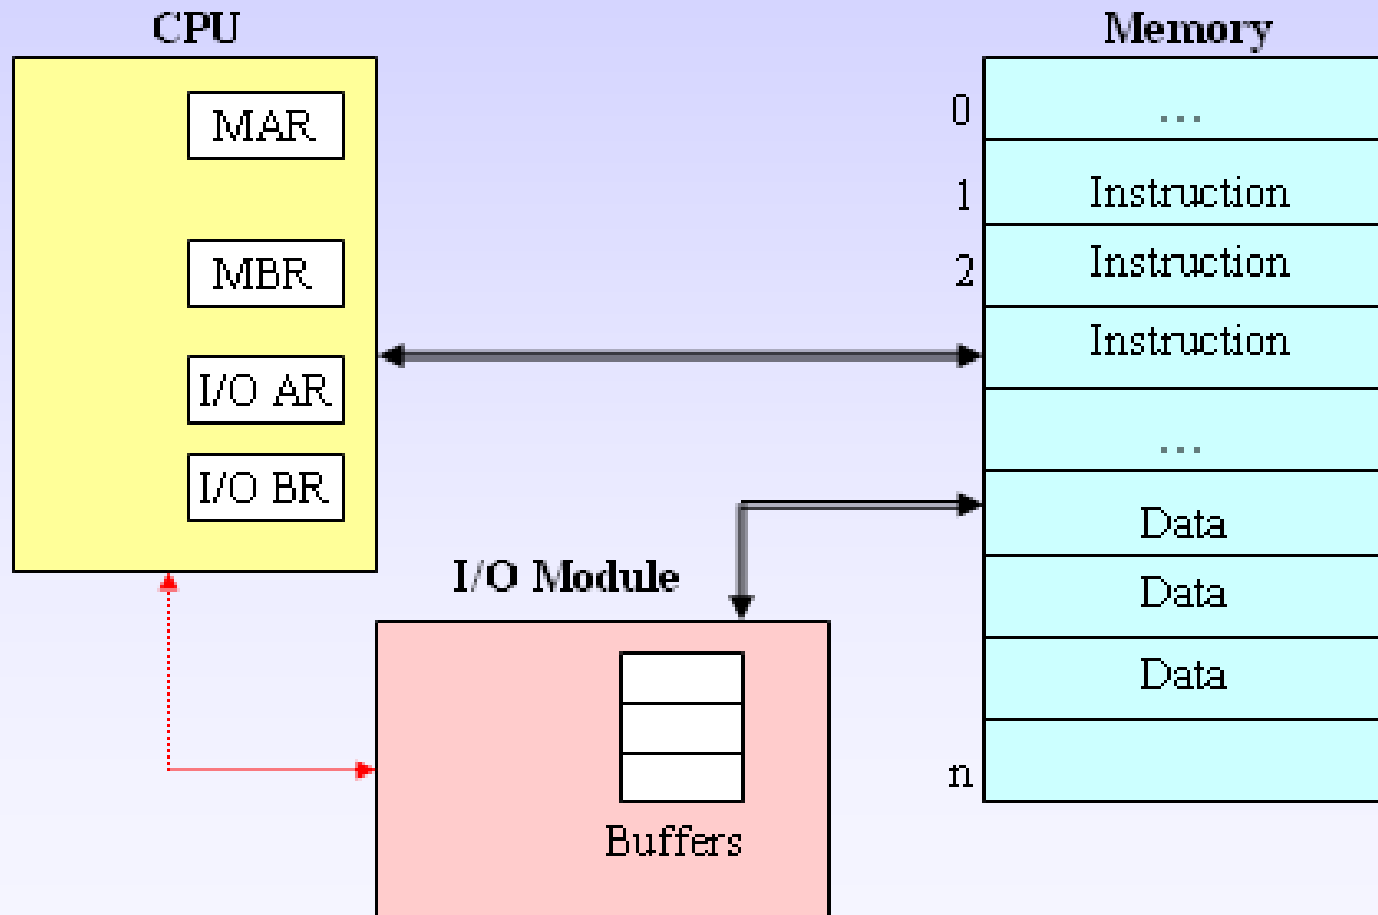 CPU
MAR
MBR
I/O AR
I/O BR
Memory
0
...
1
Instruction
2
Instruction
Instruction
...
Data
Data
Data
n
I/O Module
Buffers